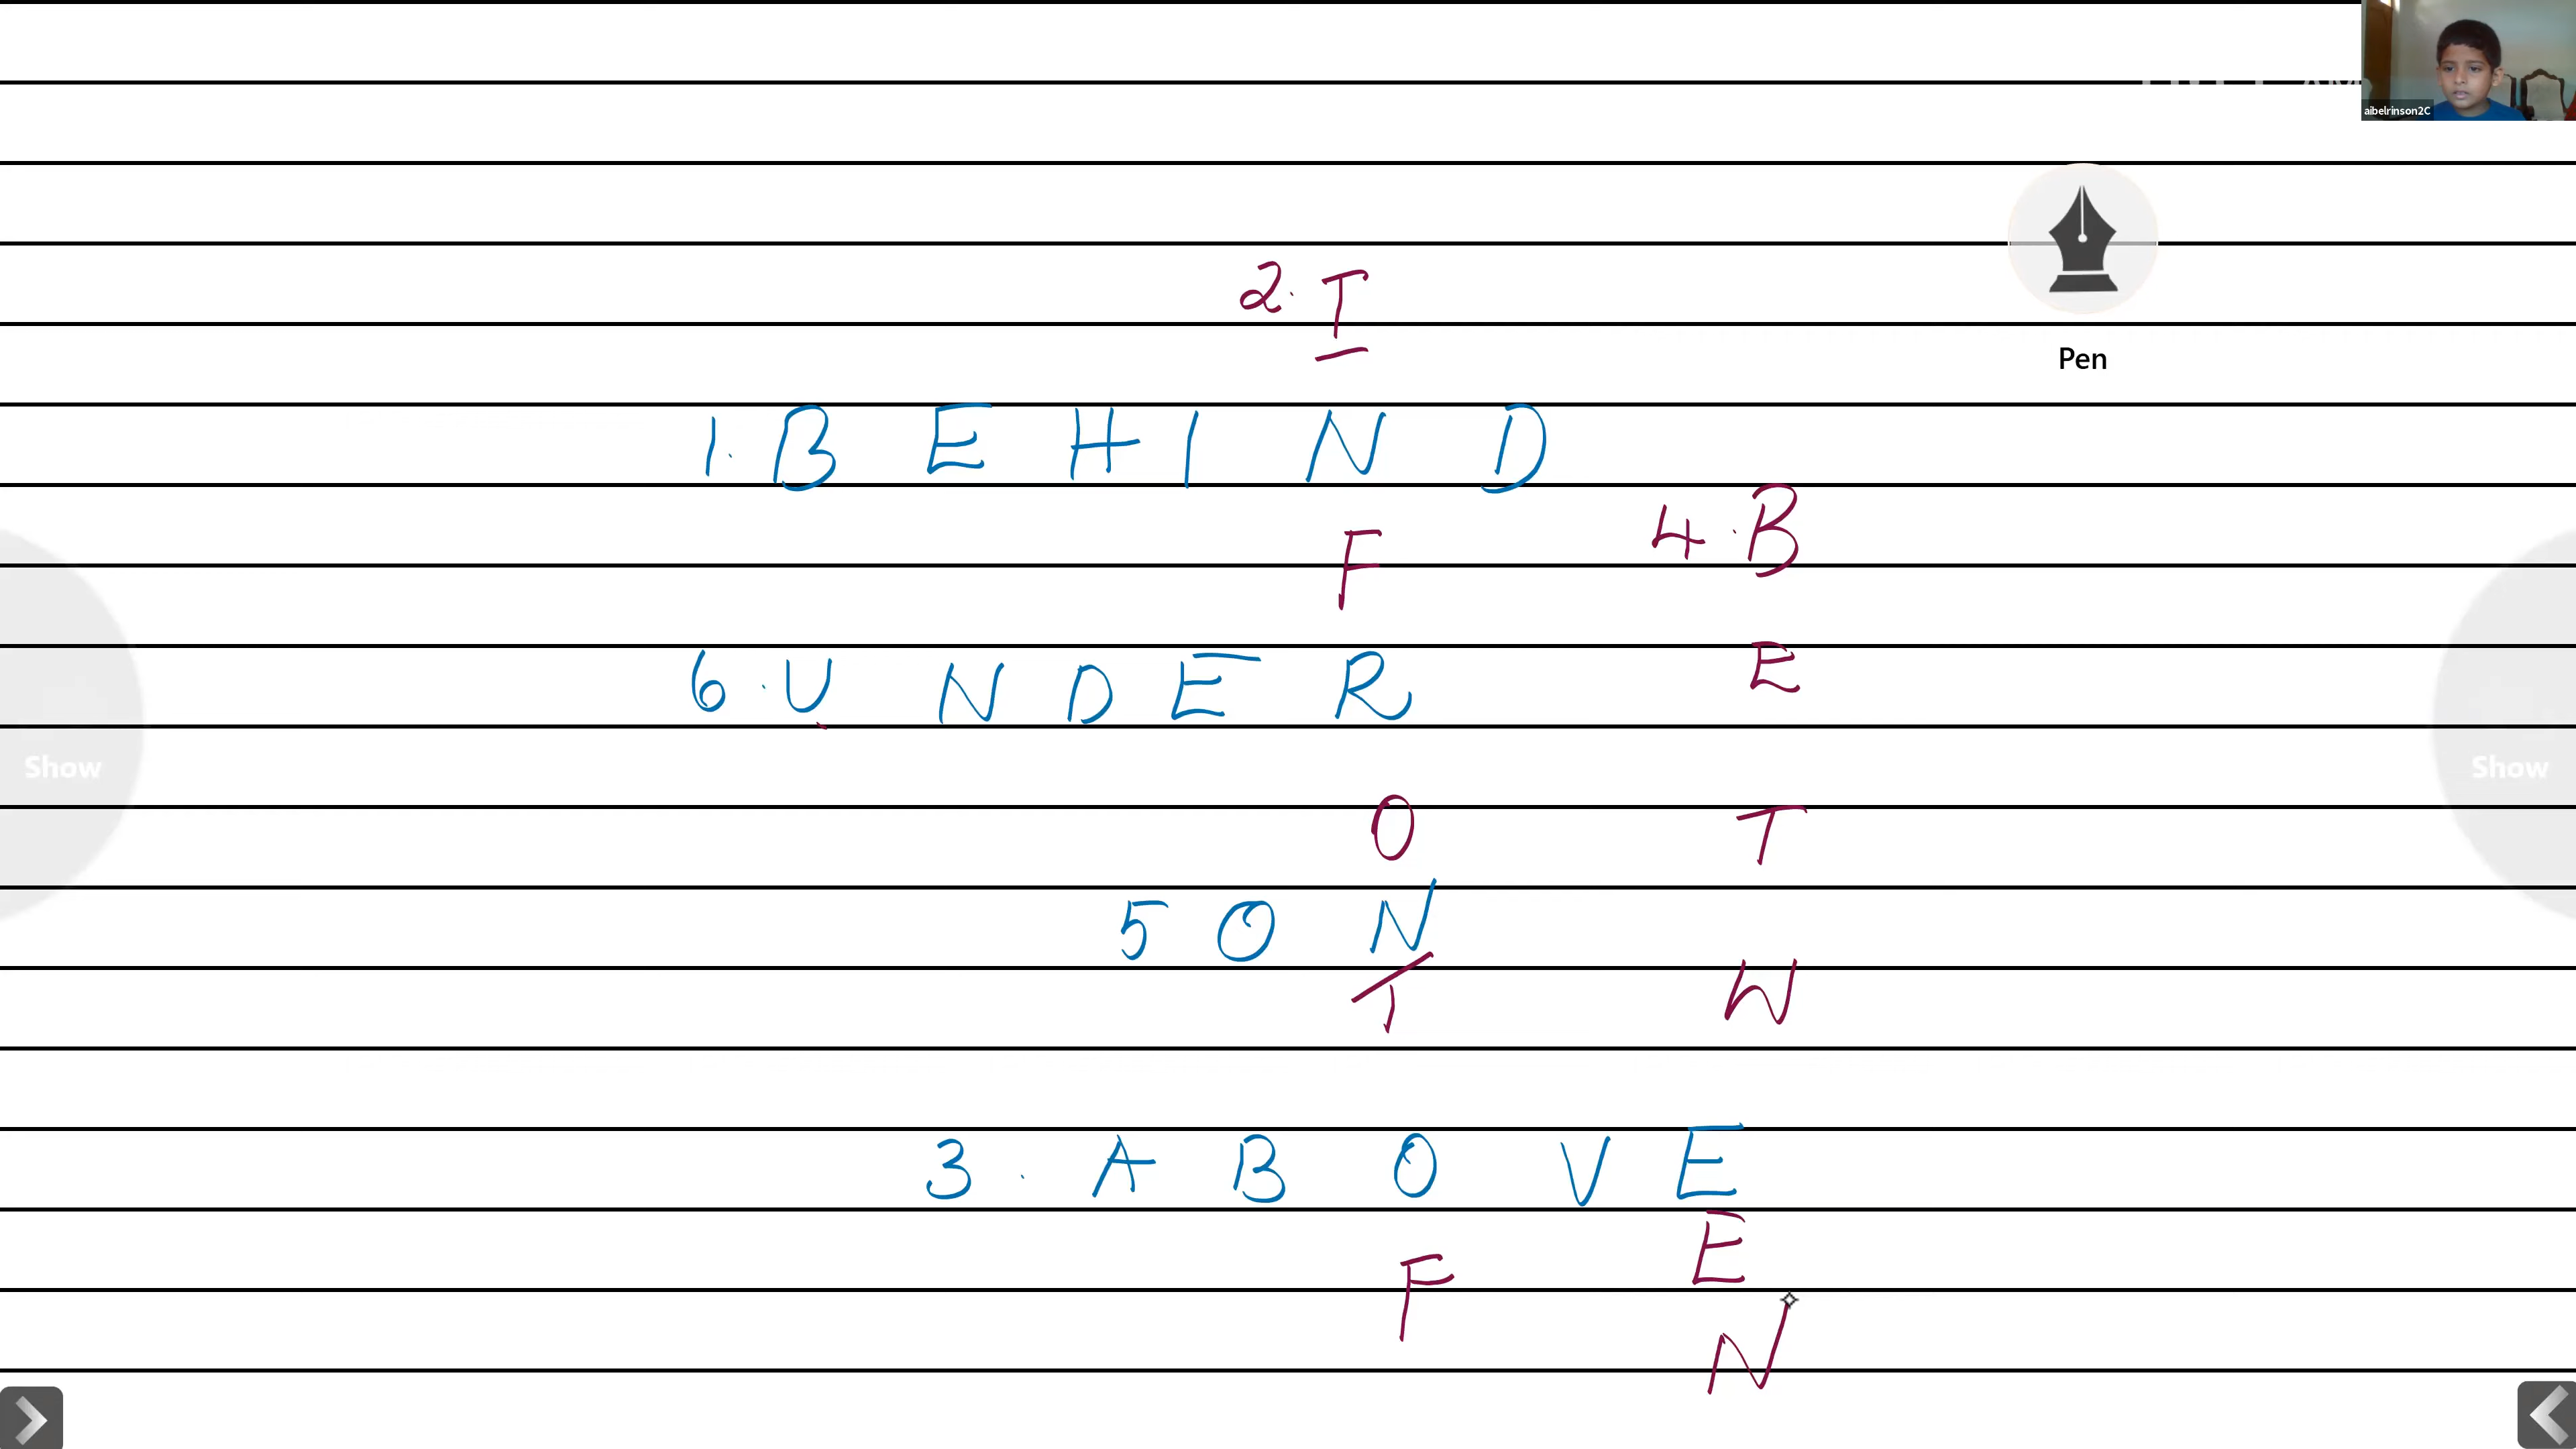 aibelrinson2C
2. I
Pen
1. B E H I N D
4. B
F
E
6. U N D E R
Show
Show
O T
5 O N
T W
3. A B O V E
E
F
N